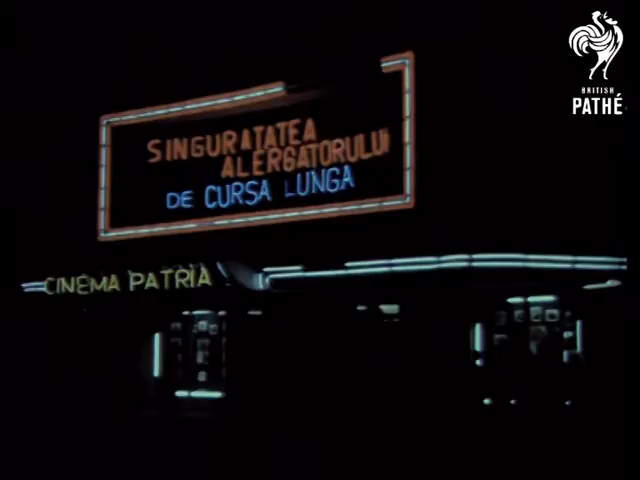 SINGURATATEA
ALERGATORULUI
DE CURSA LUNGA
CINEMA PATRIA
BRITISH
PATHÉ